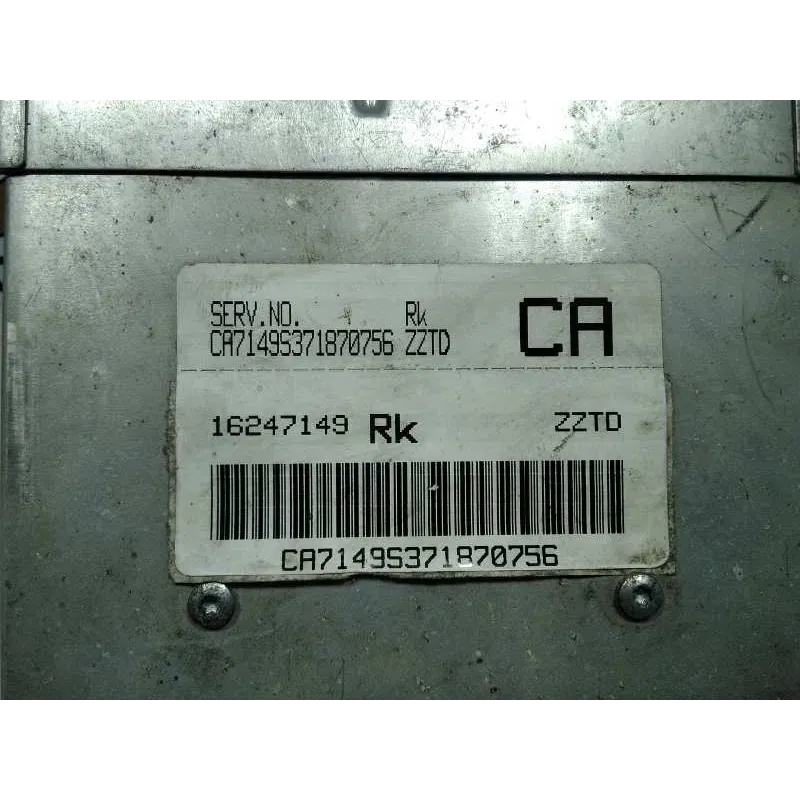 SERV.NO. Rk
CA7149S371870756 ZZTD
CA
16247149 Rk ZZTD
CA7149S371870756